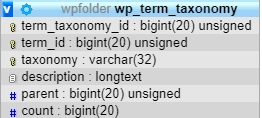 v wpfolder wp_term_taxonomy
term_taxonomy_id : bigint(20) unsigned
term_id : bigint(20) unsigned
taxonomy : varchar(32)
description : longtext
# parent : bigint(20) unsigned
# count : bigint(20)